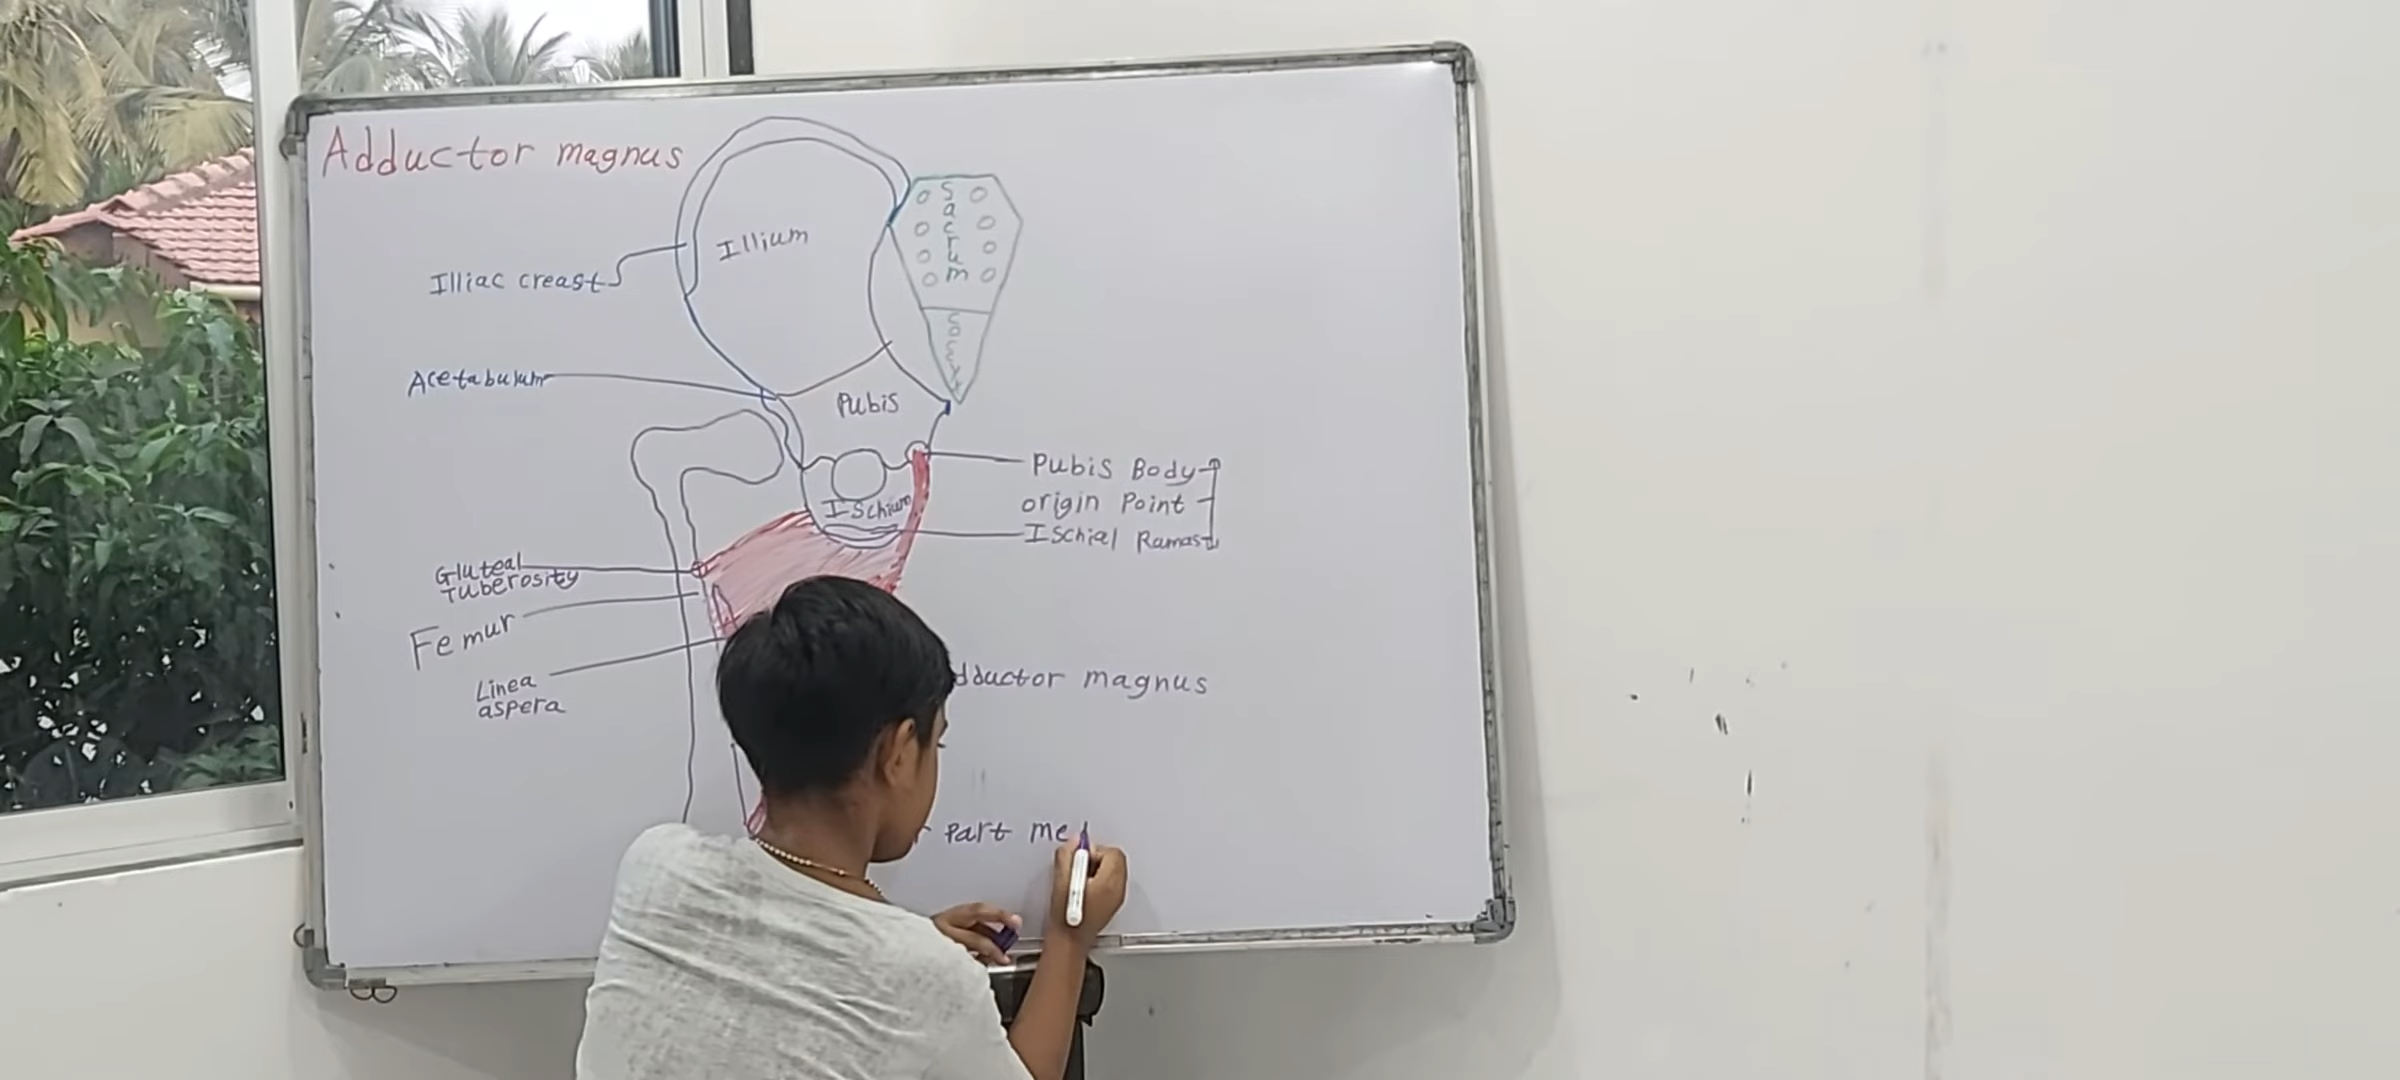 Adductor magnus
Illium
Sacrum
Illiac creast
Coccyx
Acetabulum
Pubis
Pubis Body
origin Point
Ischium
Ischial Ramas
Gluteal
Tuberosity
Femur
Linea
aspera
dductor magnus
Part me